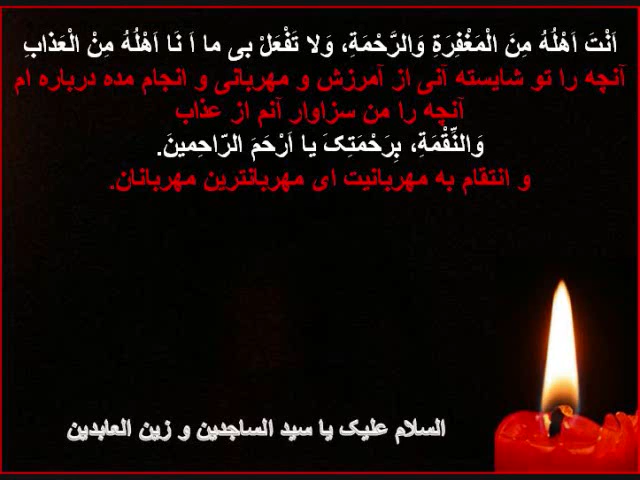 اَنْتَ اَهْلُهُ مِنَ الْمَغْفِرَةِ وَالرَّحْمَةِ، وَلا تَفْعَلْ بى ما اَ نَا اَهْلُهُ مِنْ الْعَذابِ
آنچه را تو شایسته آنی از آمرزش و مهربانی و انجام مده درباره ام
آنچه را من سزاوار آنم از عذاب
وَالنِّقْمَةِ، بِرَحْمَتِکَ یا اَرْحَمَ الرّاحِمینَ.
و انتقام به مهربانیت ای مهربانترین مهربانان.
السلام علیک یا سید الساجدین و زین العابدین